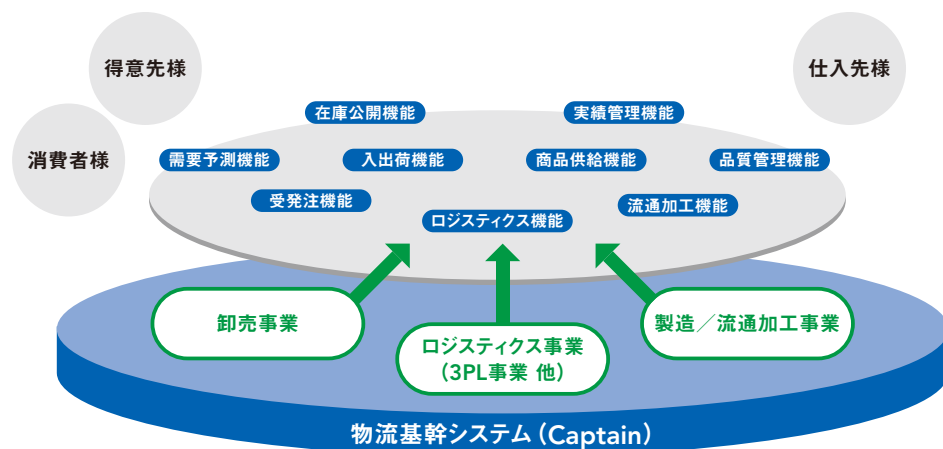 得意先様
仕入先様
消費者様
在庫公開機能
実績管理機能
需要予測機能
入出荷機能
商品供給機能
品質管理機能
受発注機能
流通加工機能
ロジスティクス機能
卸売事業
ロジスティクス事業
（3PL事業 他）
製造／流通加工事業
物流基幹システム（Captain）